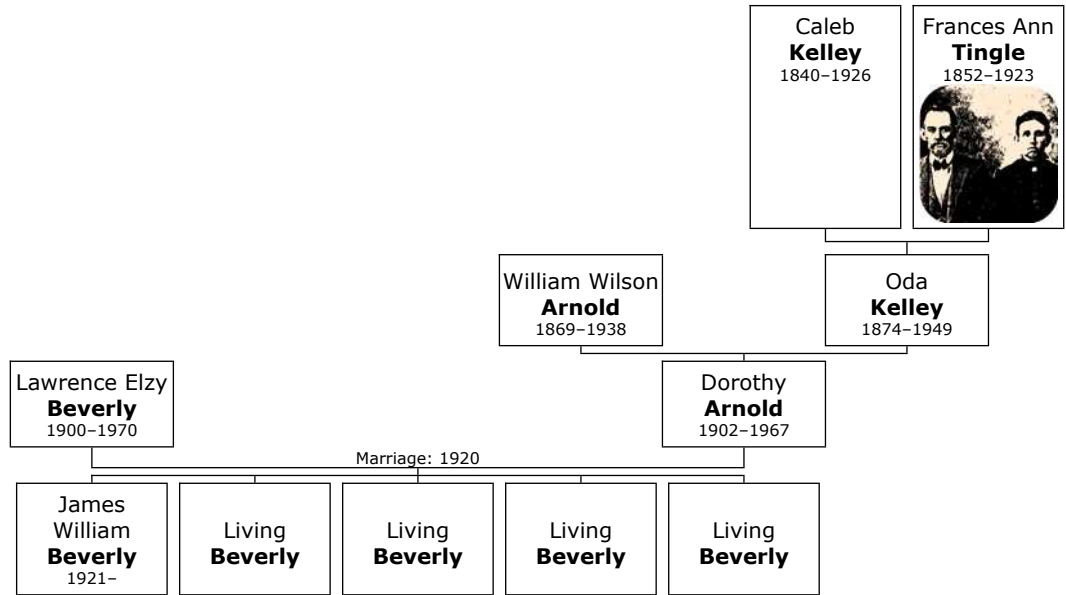 Caleb
Kelley
1840–1926
Frances Ann
Tingle
1852–1923
William Wilson
Arnold
1869–1938
Oda
Kelley
1874–1949
Lawrence Elzy
Beverly
1900–1970
Dorothy
Arnold
1902–1967
Marriage: 1920
James
William
Beverly
1921–
Living
Beverly
Living
Beverly
Living
Beverly
Living
Beverly